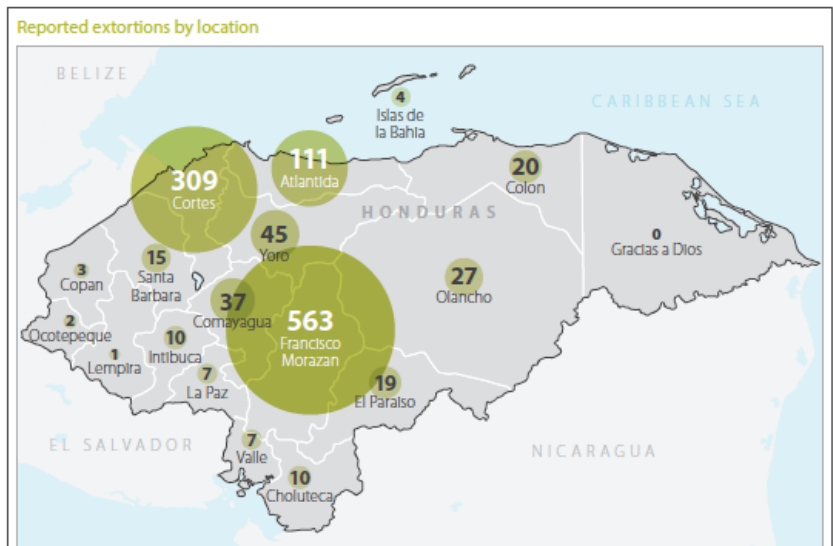 Reported extortions by location
BELIZE
4
Islas de
la Bahia
CARIBBEAN SEA
309
Cortes
111
Atlantida
20
Colon
HONDURAS
45
Yoro
0
Gracias a Dios
3
Copan
15
Santa
Barbara
27
Olancho
37
Comayagua
563
Francisco
Morazan
2
Ocotepeque
1
Lempira
10
Intibuca
7
La Paz
19
El Paraiso
EL SALVADOR
7
Valle
NICARAGUA
10
Choluteca